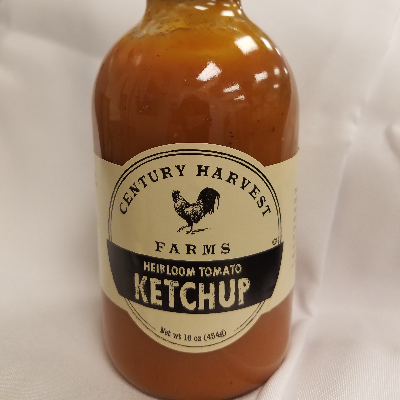 CENTURY HARVEST
FARMS
HEIRLOOM TOMATO
KETCHUP
Net wt 16 oz (454g)